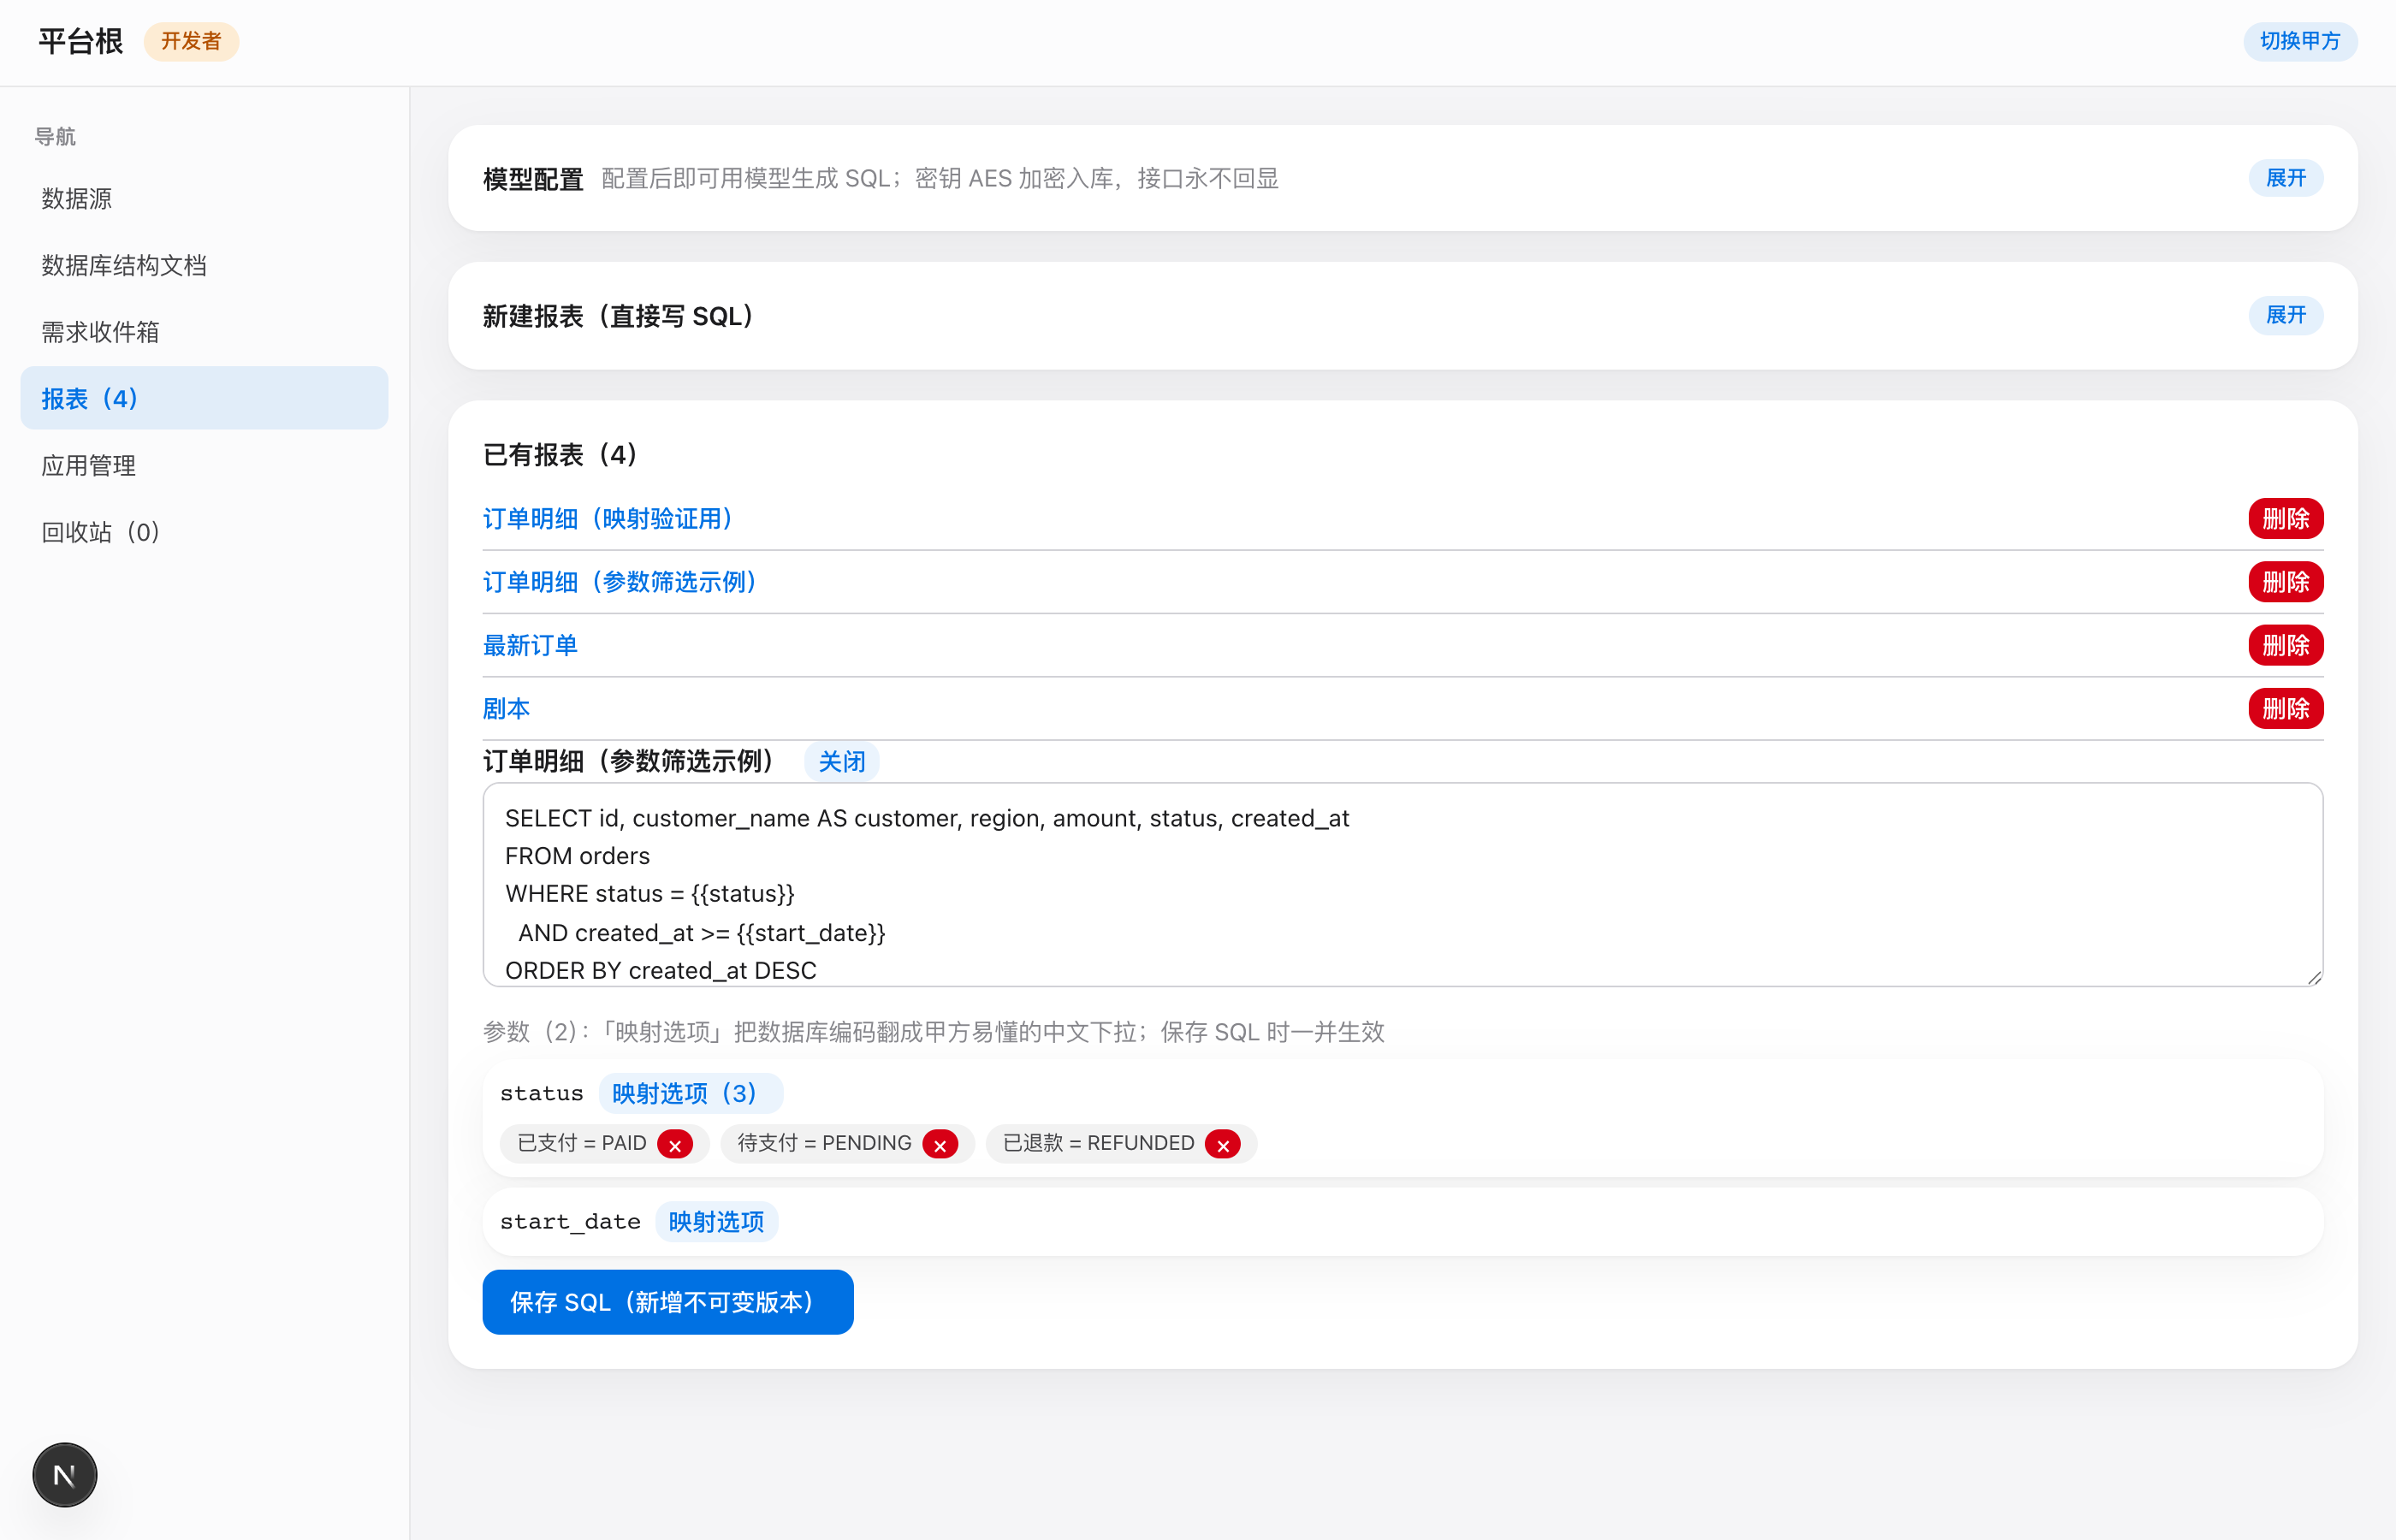 平台根 开发者 切换甲方
导航
数据源
数据库结构文档
需求收件箱
报表（4）
应用管理
回收站（0）
模型配置 配置后即可用模型生成 SQL；密钥 AES 加密入库，接口永不回显 展开
新建报表（直接写 SQL） 展开
已有报表（4）
订单明细（映射验证用） 删除
订单明细（参数筛选示例） 删除
最新订单 删除
剧本 删除
订单明细（参数筛选示例） 关闭
SELECT id, customer_name AS customer, region, amount, status, created_at
FROM orders
WHERE status = {{status}}
AND created_at >= {{start_date}}
ORDER BY created_at DESC
参数（2）：「映射选项」把数据库编码翻成甲方易懂的中文下拉；保存 SQL 时一并生效
status 映射选项（3）
已支付 = PAID × 待支付 = PENDING × 已退款 = REFUNDED ×
start_date 映射选项
保存 SQL（新增不可变版本）
N